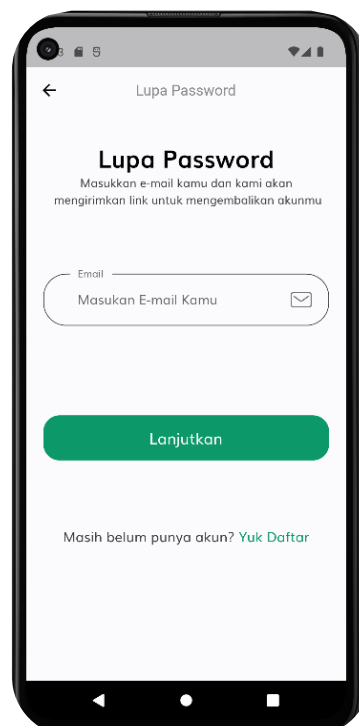 Lupa Password
Lupa Password
Masukkan e-mail kamu dan kami akan
mengirimkan link untuk mengembalikan akunmu
Email
Masukan E-mail Kamu
Lanjutkan
Masih belum punya akun? Yuk Daftar